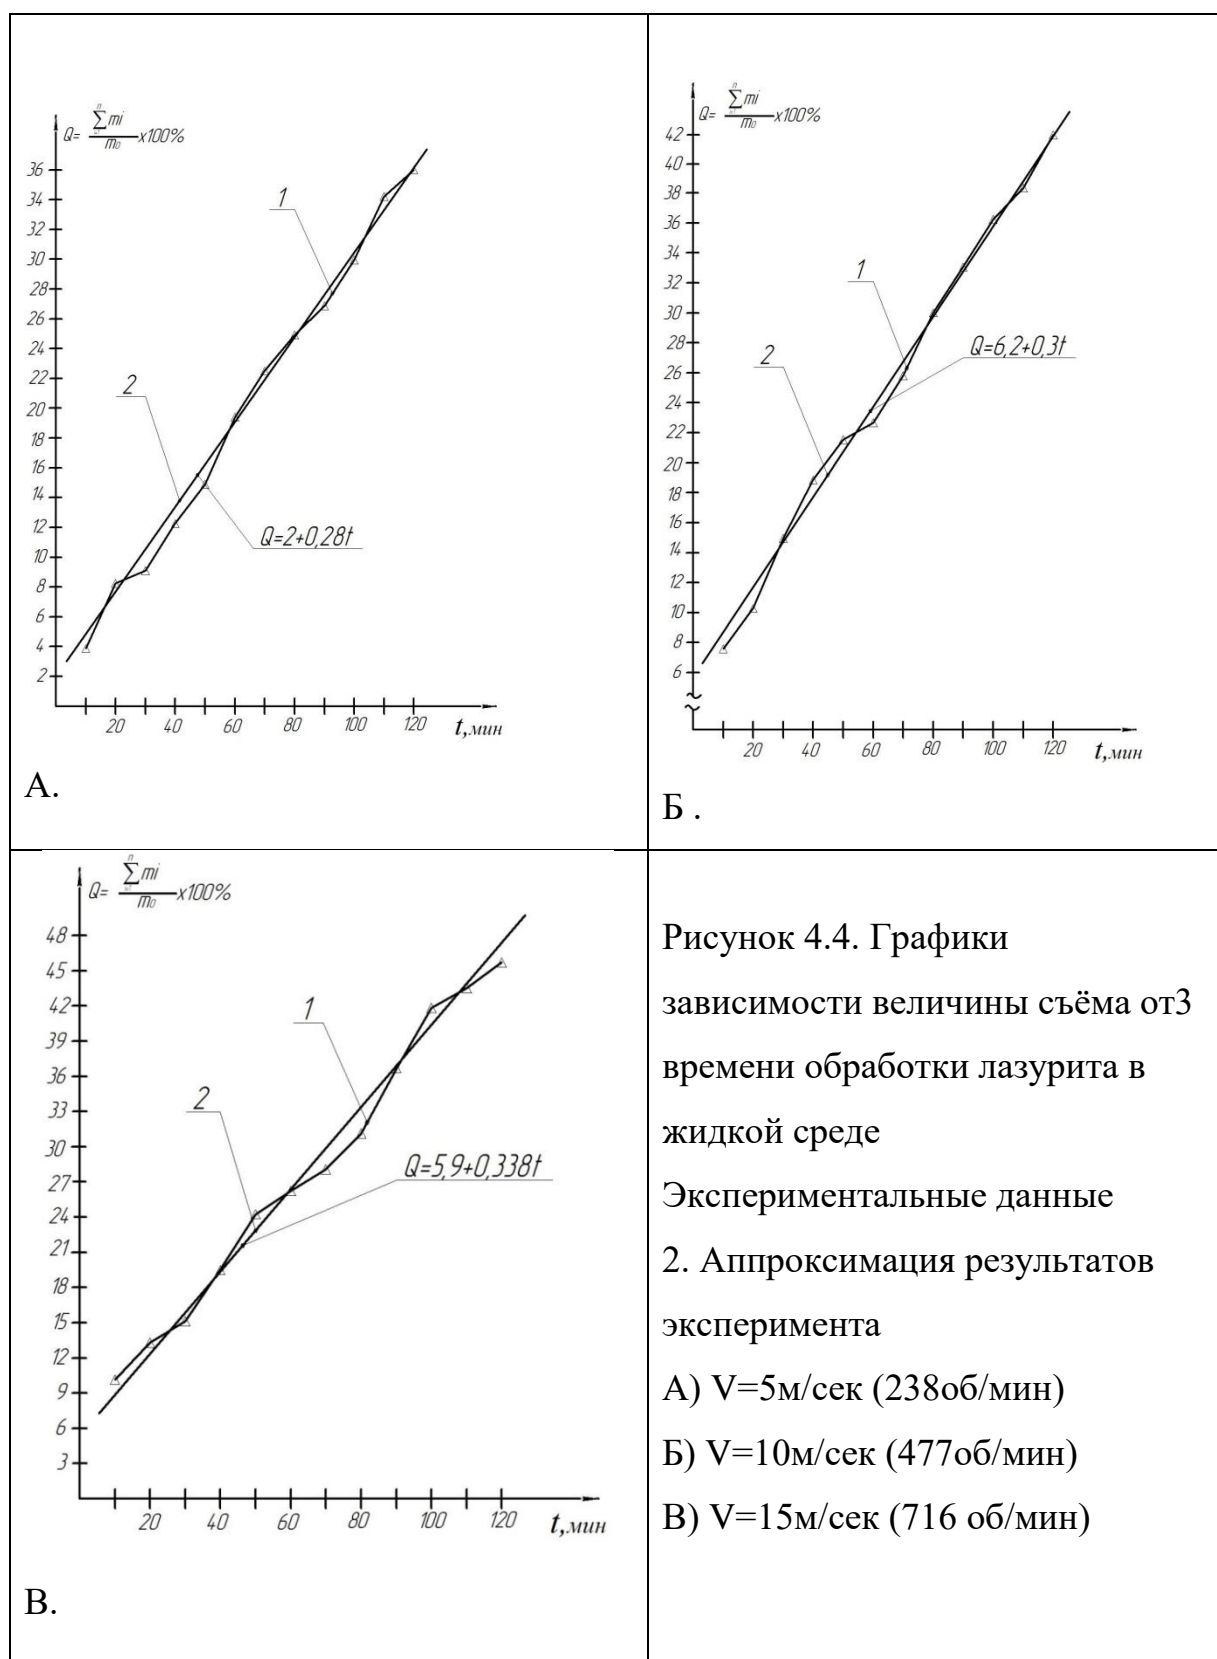 n
Q= ∑mi x100%
m₀
36
34
32
30
28
26
24
22
20
18
16
14
12
10
8
6
4
2
1
2
Q=2+0,28t
20 40 60 80 100 120
t,мин
А.
n
Q= ∑mi x100%
m₀
42
40
38
36
34
32
30
28
26
24
22
20
18
16
14
12
10
8
6
1
2
Q=6,2+0,3t
20 40 60 80 100 120
t,мин
Б .
n
Q= ∑mi x100%
m₀
48
45
42
39
36
33
30
27
24
21
18
15
12
9
6
3
1
2
Q=5,9+0,338t
20 40 60 80 100 120
t,мин
В.
Рисунок 4.4. Графики
зависимости величины съёма от3
времени обработки лазурита в
жидкой среде
Экспериментальные данные
2. Аппроксимация результатов
эксперимента
А) V=5м/сек (238об/мин)
Б) V=10м/сек (477об/мин)
В) V=15м/сек (716 об/мин)